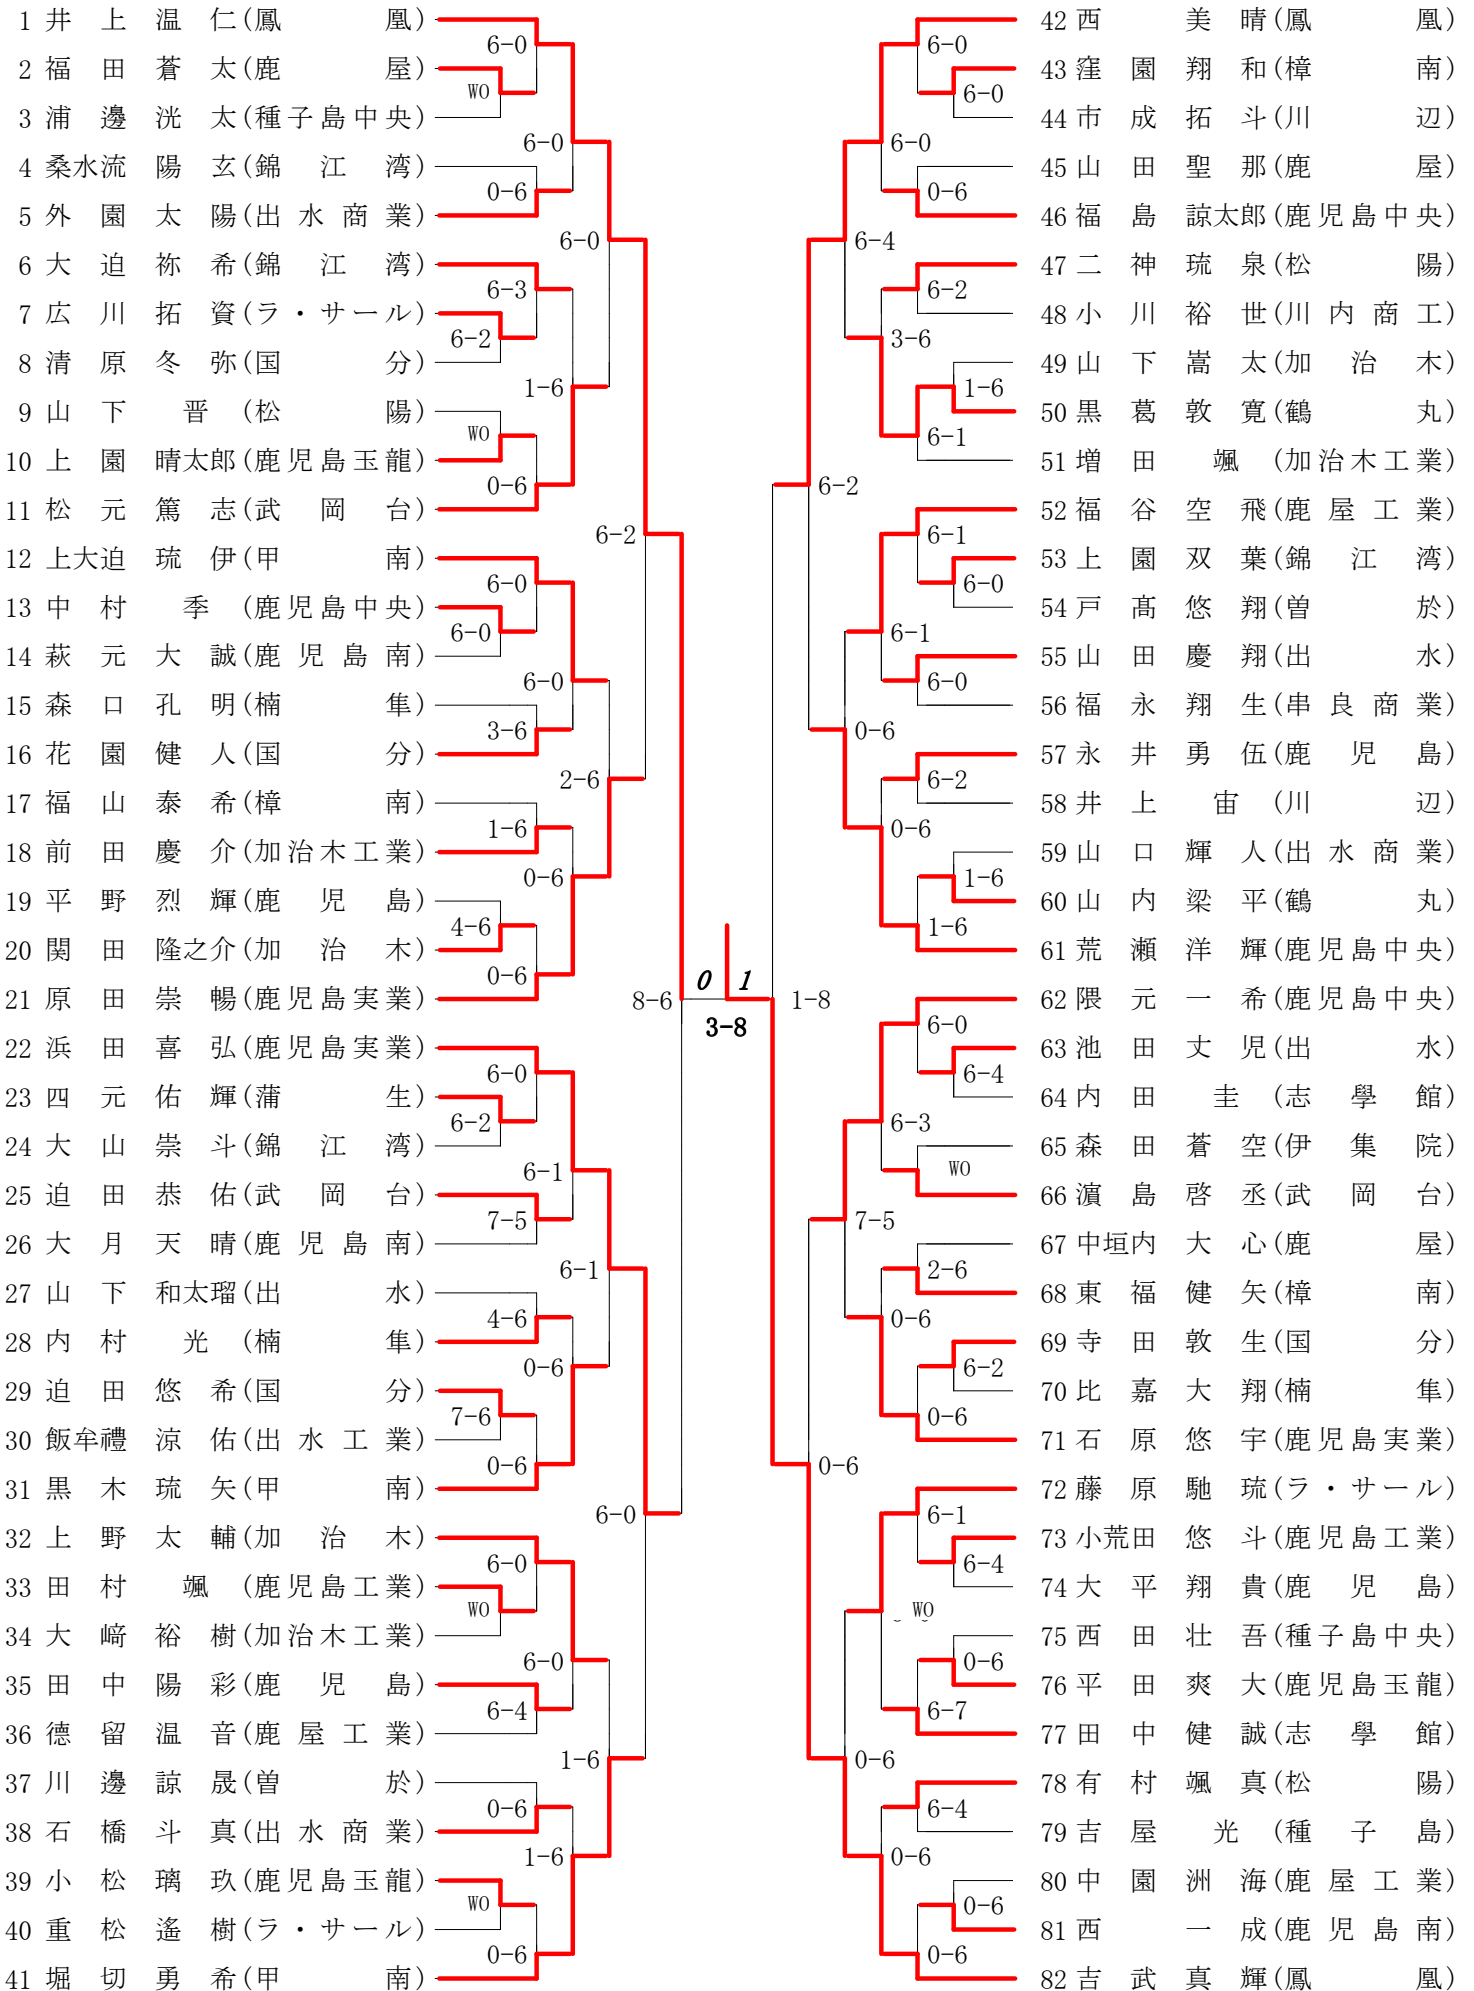 1 井上温仁(鳳凰)
6-0
2 福田蒼太(鹿屋)
WO
3 浦邊洸太(種子島中央)
6-0
4 桑水流陽玄(錦江湾)
0-6
5 外園太陽(出水商業)
6-0
6 大迫祢希(錦江湾)
6-3
7 広川拓資(ラ・サール)
6-2
8 清原冬弥(国分)
1-6
9 山下晋(松陽)
WO
10 上園晴太郎(鹿児島玉龍)
0-6
11 松元篤志(武岡台)
6-2
12 上大迫琉伊(甲南)
6-0
13 中村季(鹿児島中央)
6-0
14 萩元大誠(鹿児島南)
6-0
15 森口孔明(楠隼)
3-6
16 花園健人(国分)
2-6
17 福山泰希(樟南)
1-6
18 前田慶介(加治木工業)
0-6
19 平野烈輝(鹿児島)
4-6
20 関田隆之介(加治木)
0-6
21 原田崇暢(鹿児島実業)
8-6
22 浜田喜弘(鹿児島実業)
6-0
23 四元佑輝(蒲生)
6-2
24 大山崇斗(錦江湾)
6-1
25 迫田恭佑(武岡台)
7-5
26 大月天晴(鹿児島南)
6-1
27 山下和太瑠(出水)
4-6
28 内村光(楠隼)
0-6
29 迫田悠希(国分)
7-6
30 飯牟禮涼佑(出水工業)
0-6
31 黒木琉矢(甲南)
6-0
32 上野太輔(加治木)
6-0
33 田村颯(鹿児島工業)
WO
34 大﨑裕樹(加治木工業)
6-0
35 田中陽彩(鹿児島)
6-4
36 德留温音(鹿屋工業)
1-6
37 川邊諒晟(曽於)
0-6
38 石橋斗真(出水商業)
1-6
39 小松璃玖(鹿児島玉龍)
WO
40 重松遙樹(ラ・サール)
0-6
41 堀切勇希(甲南)
0 1
3-8
42 西美晴(鳳凰)
6-0
43 窪園翔和(樟南)
6-0
44 市成拓斗(川辺)
6-0
45 山田聖那(鹿屋)
0-6
46 福島諒太郎(鹿児島中央)
6-4
47 二神琉泉(松陽)
6-2
48 小川裕世(川内商工)
3-6
49 山下嵩太(加治木)
1-6
50 黒葛敦寛(鶴丸)
6-1
51 増田颯(加治木工業)
6-2
52 福谷空飛(鹿屋工業)
6-1
53 上園双葉(錦江湾)
6-0
54 戸髙悠翔(曽於)
6-1
55 山田慶翔(出水)
6-0
56 福永翔生(串良商業)
0-6
57 永井勇伍(鹿児島)
6-2
58 井上宙(川辺)
0-6
59 山口輝人(出水商業)
1-6
60 山内梁平(鶴丸)
1-6
61 荒瀬洋輝(鹿児島中央)
1-8
62 隈元一希(鹿児島中央)
6-0
63 池田丈児(出水)
6-4
64 内田圭(志學館)
6-3
65 森田蒼空(伊集院)
WO
66 濵島啓丞(武岡台)
7-5
67 中垣内大心(鹿屋)
2-6
68 東福健矢(樟南)
0-6
69 寺田敦生(国分)
6-2
70 比嘉大翔(楠隼)
0-6
71 石原悠宇(鹿児島実業)
0-6
72 藤原馳琉(ラ・サール)
6-1
73 小荒田悠斗(鹿児島工業)
6-4
74 大平翔貴(鹿児島)
WO
75 西田壮吾(種子島中央)
0-6
76 平田爽大(鹿児島玉龍)
6-7
77 田中健誠(志學館)
0-6
78 有村颯真(松陽)
6-4
79 吉屋光(種子島)
0-6
80 中園洲海(鹿屋工業)
0-6
81 西一成(鹿児島南)
0-6
82 吉武真輝(鳳凰)